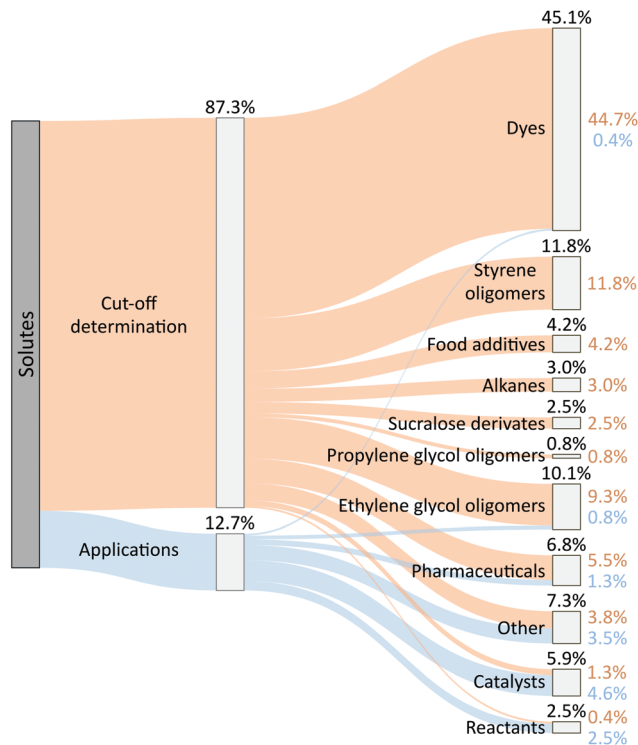 45.1%
87.3%
Dyes
44.7%
0.4%
11.8%
Styrene
oligomers
11.8%
Cut-off
determination
4.2%
Food additives
4.2%
Solutes
3.0%
Alkanes
3.0%
2.5%
Sucralose derivates
2.5%
0.8%
Propylene glycol oligomers
0.8%
10.1%
Ethylene glycol oligomers
9.3%
0.8%
12.7%
Applications
6.8%
Pharmaceuticals
5.5%
1.3%
7.3%
Other
3.8%
3.5%
5.9%
Catalysts
1.3%
4.6%
2.5%
Reactants
0.4%
2.5%